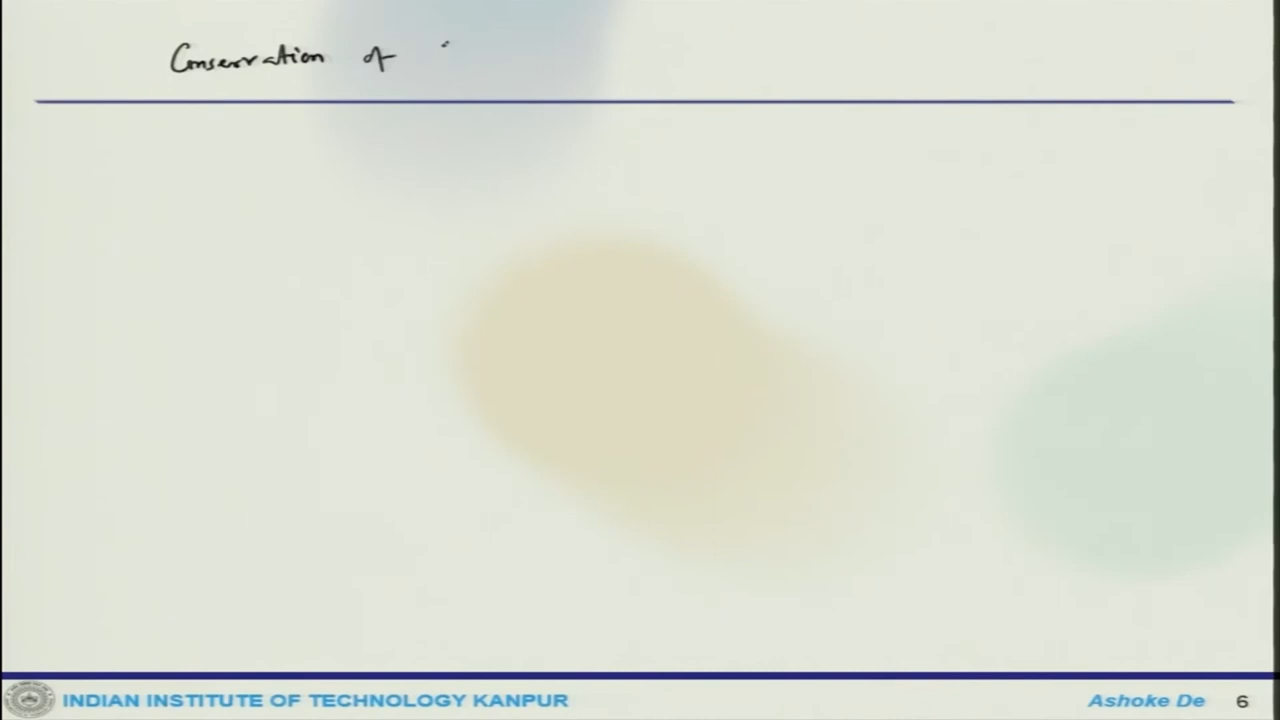 Conservation of
INDIAN INSTITUTE OF TECHNOLOGY KANPUR
Ashoke De 6